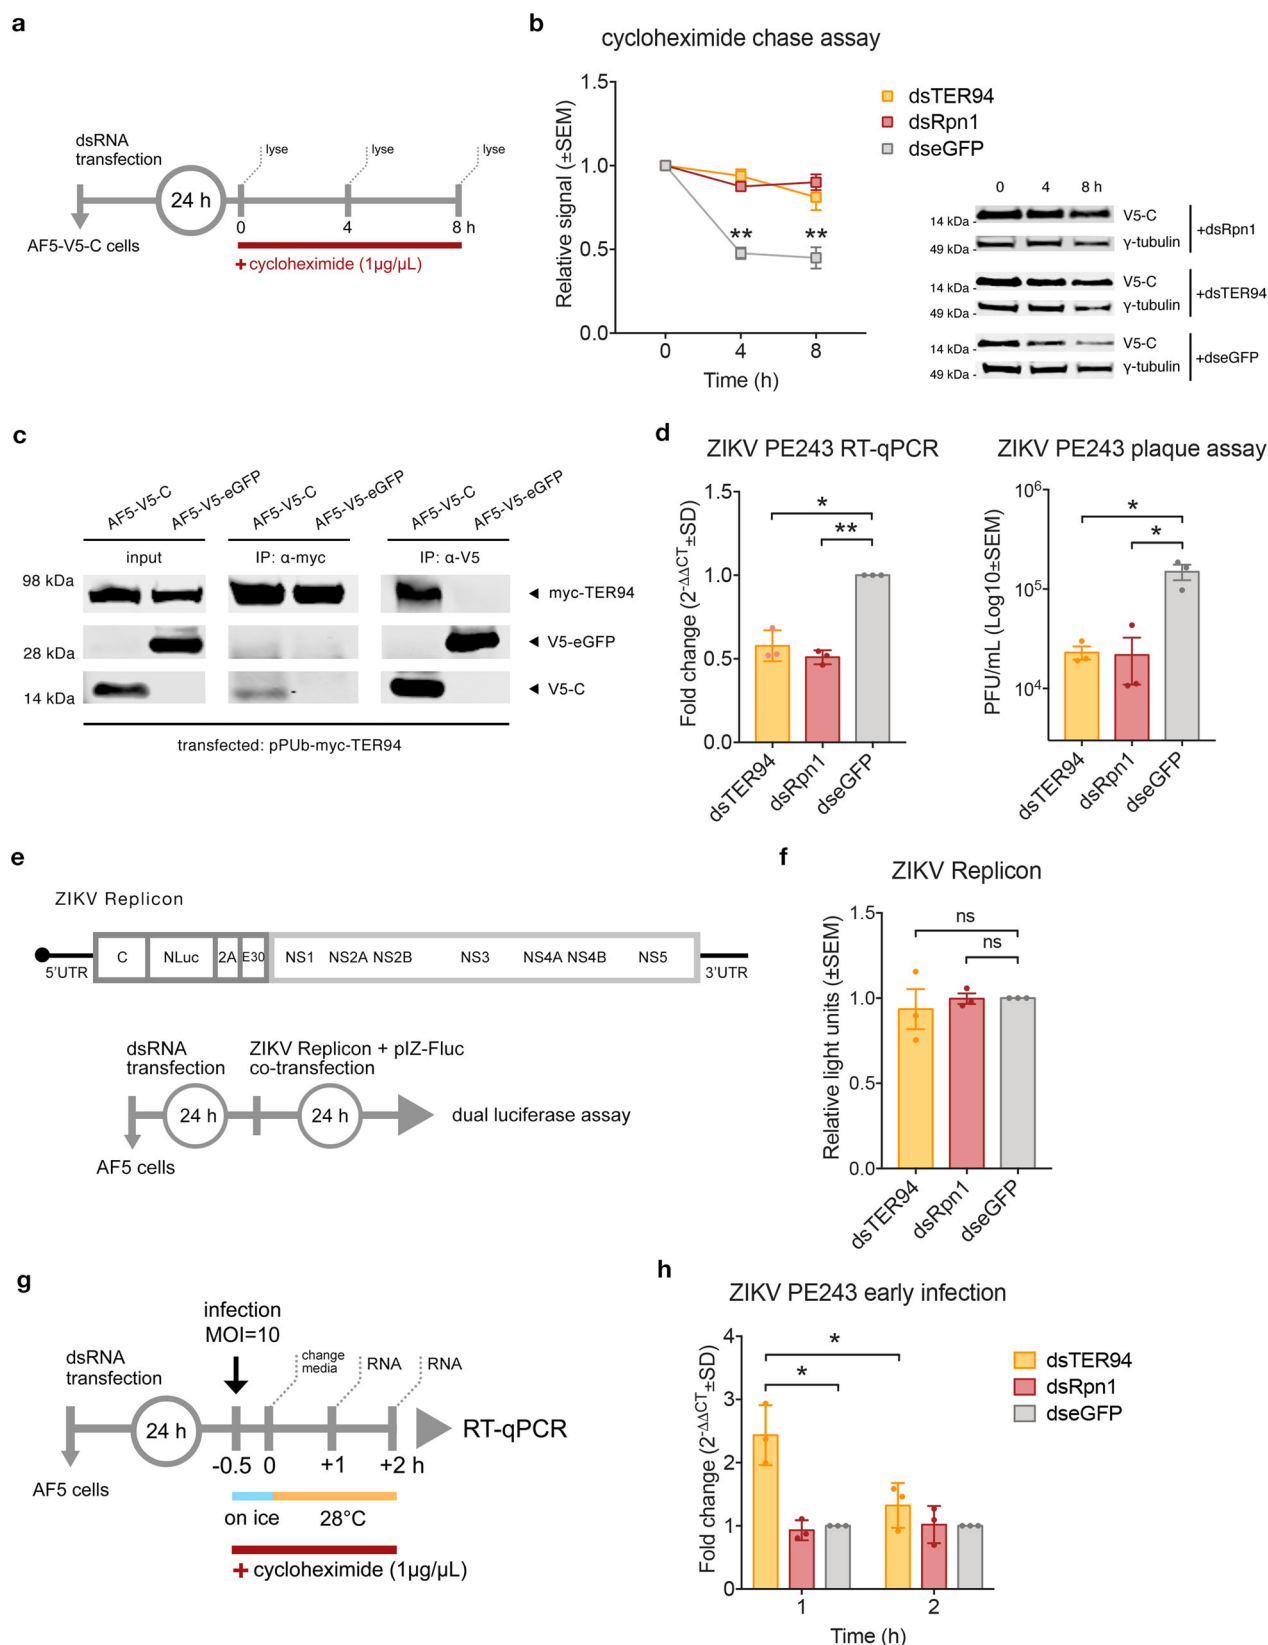 a
dsRNA
transfection
lyse
lyse
lyse
24 h
0
4
8 h
AF5-V5-C cells
+cycloheximide (1µg/µL)
b
cycloheximide chase assay
Relative signal (±SEM)
1.5
1.0
0.5
0.0
**
**
0
4
8
Time (h)
dsTER94
dsRpn1
dseGFP
0 4 8 h
14 kDa -
V5-C
49 kDa -
γ-tubulin
+dsRpn1
14 kDa -
V5-C
49 kDa -
γ-tubulin
+dsTER94
14 kDa -
V5-C
49 kDa -
γ-tubulin
+dseGFP
c
AF5-V5-C
AF5-V5-eGFP
AF5-V5-C
AF5-V5-eGFP
AF5-V5-C
AF5-V5-eGFP
input
IP: α-myc
IP: α-V5
98 kDa
myc-TER94
28 kDa
V5-eGFP
14 kDa
V5-C
transfected: pPUb-myc-TER94
d
ZIKV PE243 RT-qPCR
Fold change (2-ΔΔCT±SD)
1.5
1.0
0.5
0.0
*
**
dsTER94
dsRpn1
dseGFP
ZIKV PE243 plaque assay
PFU/mL (Log10±SEM)
10⁶
10⁵
10⁴
*
*
dsTER94
dsRpn1
dseGFP
e
ZIKV Replicon
5'UTR
C
NLuc
2A
E30
NS1
NS2A
NS2B
NS3
NS4A
NS4B
NS5
3'UTR
dsRNA
transfection
ZIKV Replicon + pIZ-Fluc
co-transfection
24 h
24 h
dual luciferase assay
AF5 cells
f
ZIKV Replicon
Relative light units (±SEM)
1.5
1.0
0.5
0.0
ns
ns
dsTER94
dsRpn1
dseGFP
g
infection
MOI=10
dsRNA
transfection
change
media
RNA
RNA
24 h
RT-qPCR
-0.5
0
+1
+2 h
AF5 cells
on ice
28°C
+ cycloheximide (1µg/µL)
h
ZIKV PE243 early infection
Fold change (2-ΔΔCT±SD)
4
3
2
1
0
*
*
1
2
Time (h)
dsTER94
dsRpn1
dseGFP